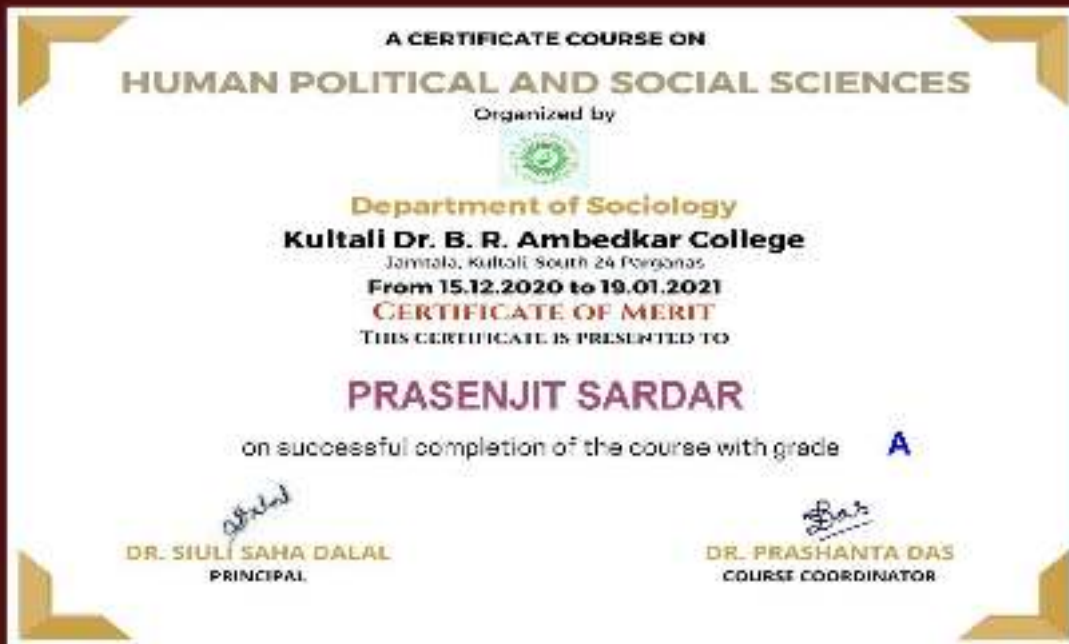 A CERTIFICATE COURSE ON
HUMAN POLITICAL AND SOCIAL SCIENCES
Organized by
Department of Sociology
Kultali Dr. B. R. Ambedkar College
Jamtala, Kultali, South 24 Parganas
From 15.12.2020 to 19.01.2021
CERTIFICATE OF MERIT
THIS CERTIFICATE IS PRESENTED TO
PRASENJIT SARDAR
on successful completion of the course with grade A
Das
DR. SIULI SAHA DALAL
DR. PRASHANTA DAS
PRINCIPAL
COURSE COORDINATOR